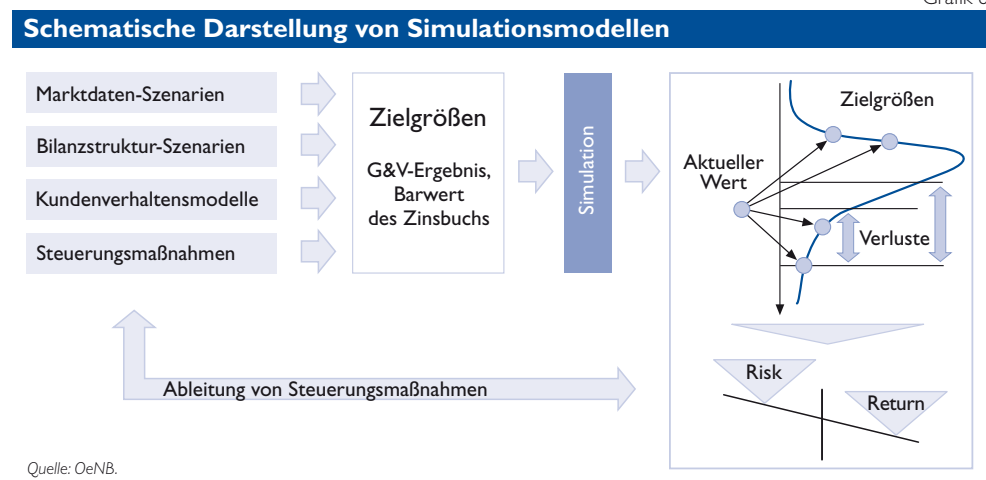 Schematische Darstellung von Simulationsmodellen
Marktdaten-Szenarien
Bilanzstruktur-Szenarien
Kundenverhaltensmodelle
Steuerungsmaßnahmen
Zielgrößen
G&V-Ergebnis,
Barwert
des Zinsbuchs
Simulation
Zielgrößen
Aktueller
Wert
Verluste
Risk
Return
Ableitung von Steuerungsmaßnahmen
Quelle: OeNB.